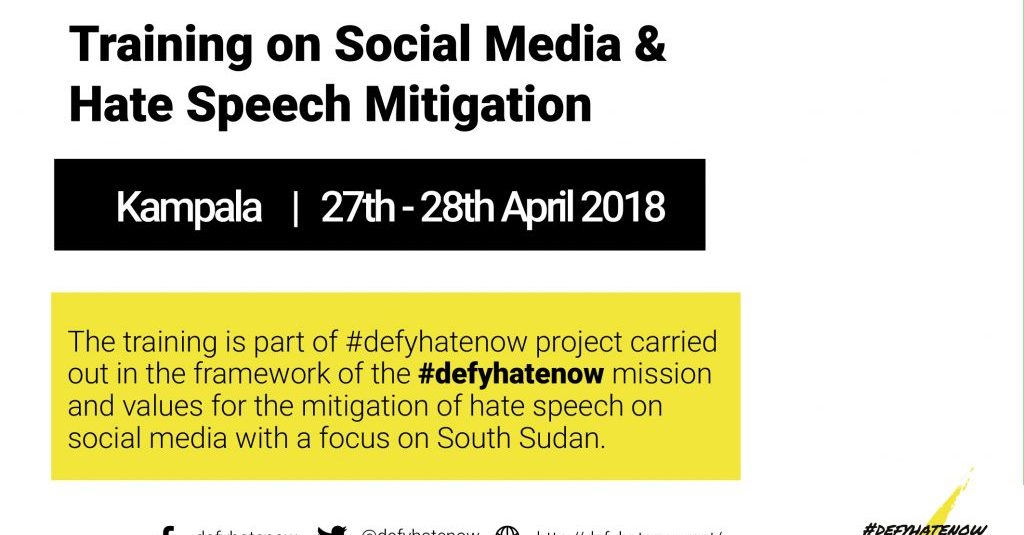 Training on Social Media &
Hate Speech Mitigation
Kampala | 27th - 28th April 2018
The training is part of #defyhatenow project carried
out in the framework of the #defyhatenow mission
and values for the mitigation of hate speech on
social media with a focus on South Sudan.
defyhatenow @defyhatenow
#DEFYHATENOW